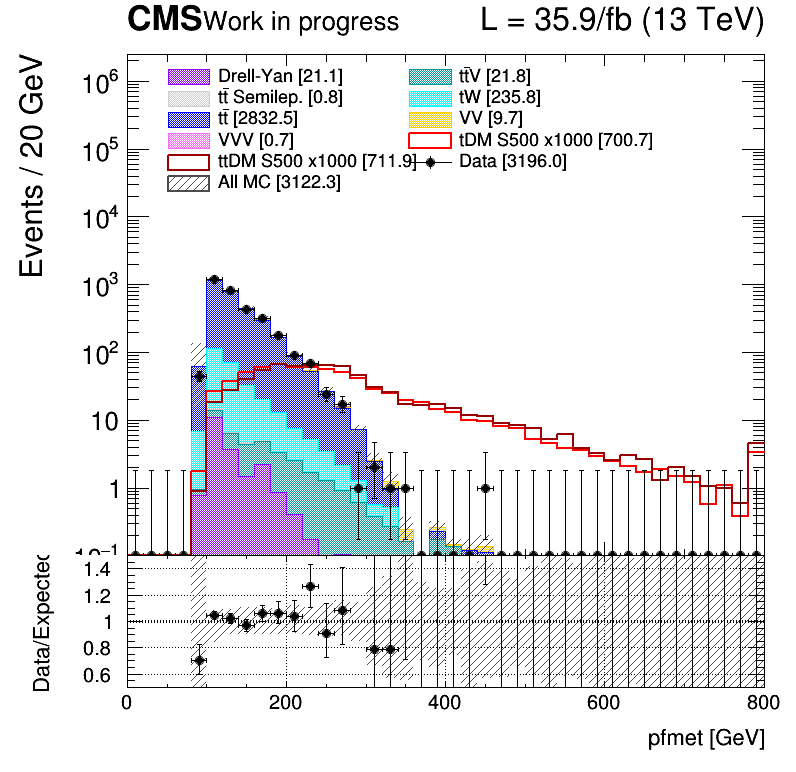 CMS Work in progress L = 35.9/fb (13 TeV)
Events / 20 GeV
10⁶
10⁵
10⁴
10³
10²
10
1
10⁻¹
Drell-Yan [21.1] tt̄V [21.8]
tt̄ Semilep. [0.8] tW [235.8]
tt̄ [2832.5] VV [9.7]
VVV [0.7] tDM S500 x1000 [700.7]
ttDM S500 x1000 [711.9] Data [3196.0]
All MC [3122.3]
Data/Expected
1.4
1.2
1
0.8
0.6
0 200 400 600 800
pfmet [GeV]